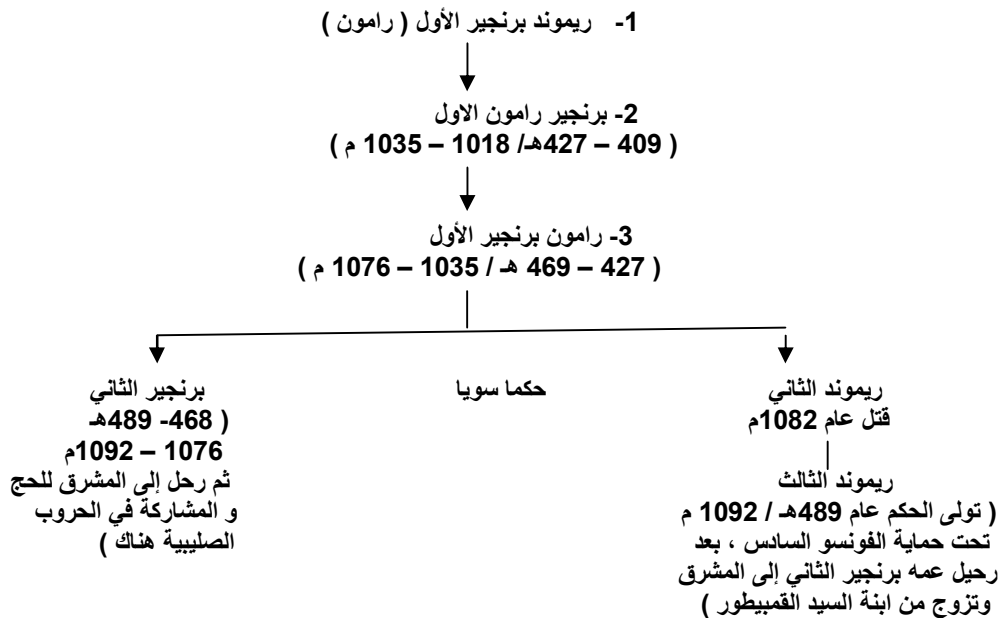 1- ريموند برنجير الأول ( رامون )
2- برنجير رامون الاول
( 409 – 427هـ/ 1018 – 1035 م )
3- رامون برنجير الأول
( 427 – 469 هـ / 1035 – 1076 م )
ريموند الثاني
قتل عام 1082م
حكما سويا
برنجير الثاني
( 468- 489هـ
1076 – 1092م
ثم رحل إلى المشرق للحج
و المشاركة في الحروب
الصليبية هناك )
ريموند الثالث
( تولى الحكم عام 489هـ / 1092 م
تحت حماية الفونسو السادس ، بعد
رحيل عمه برنجير الثاني إلى المشرق
وتزوج من ابنة السيد القمبيطور )